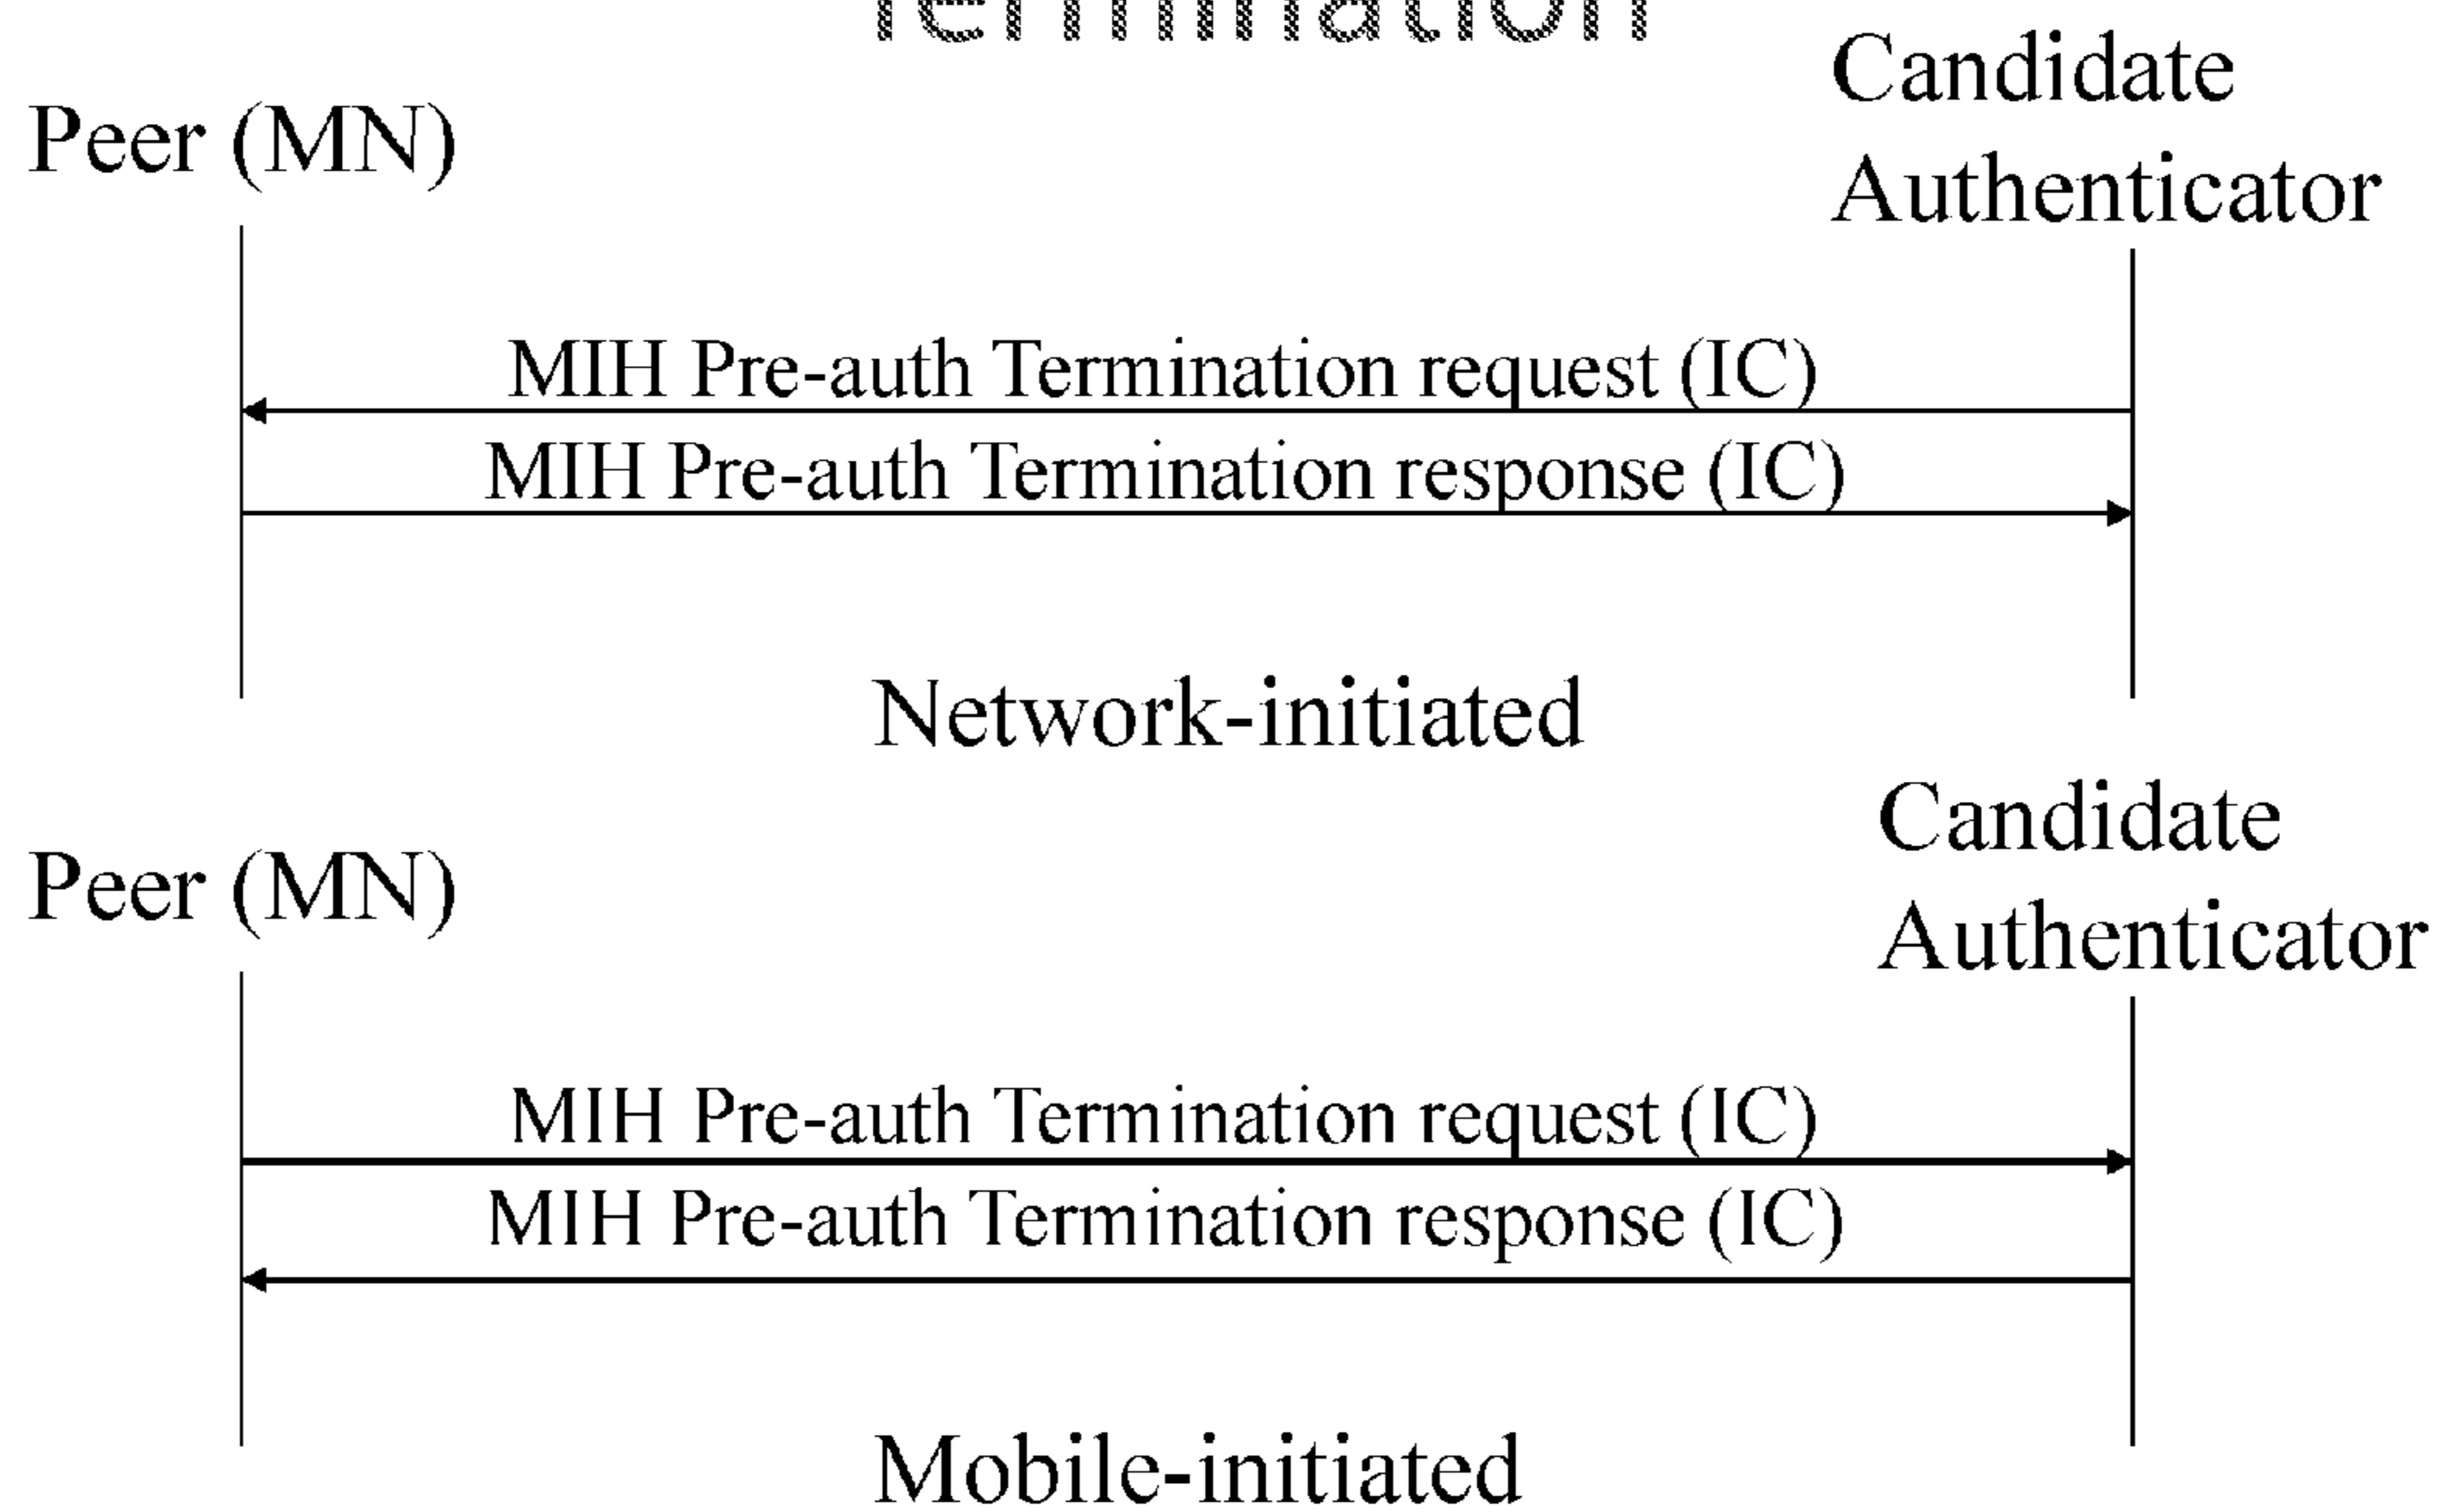 Termination
Peer (MN)
Candidate
Authenticator
MIH Pre-auth Termination request (IC)
MIH Pre-auth Termination response (IC)
Network-initiated
Peer (MN)
Candidate
Authenticator
MIH Pre-auth Termination request (IC)
MIH Pre-auth Termination response (IC)
Mobile-initiated